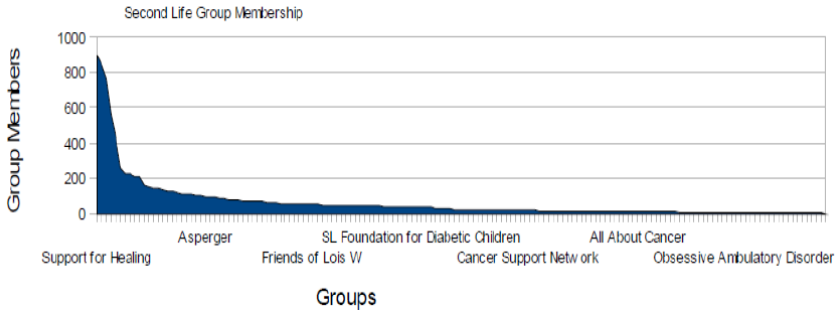 Second Life Group Membership
Group Members
1000
800
600
400
200
0
Asperger SL Foundation for Diabetic Children All About Cancer
Support for Healing Friends of Lois W Cancer Support Network Obsessive Ambulatory Disorder
Groups